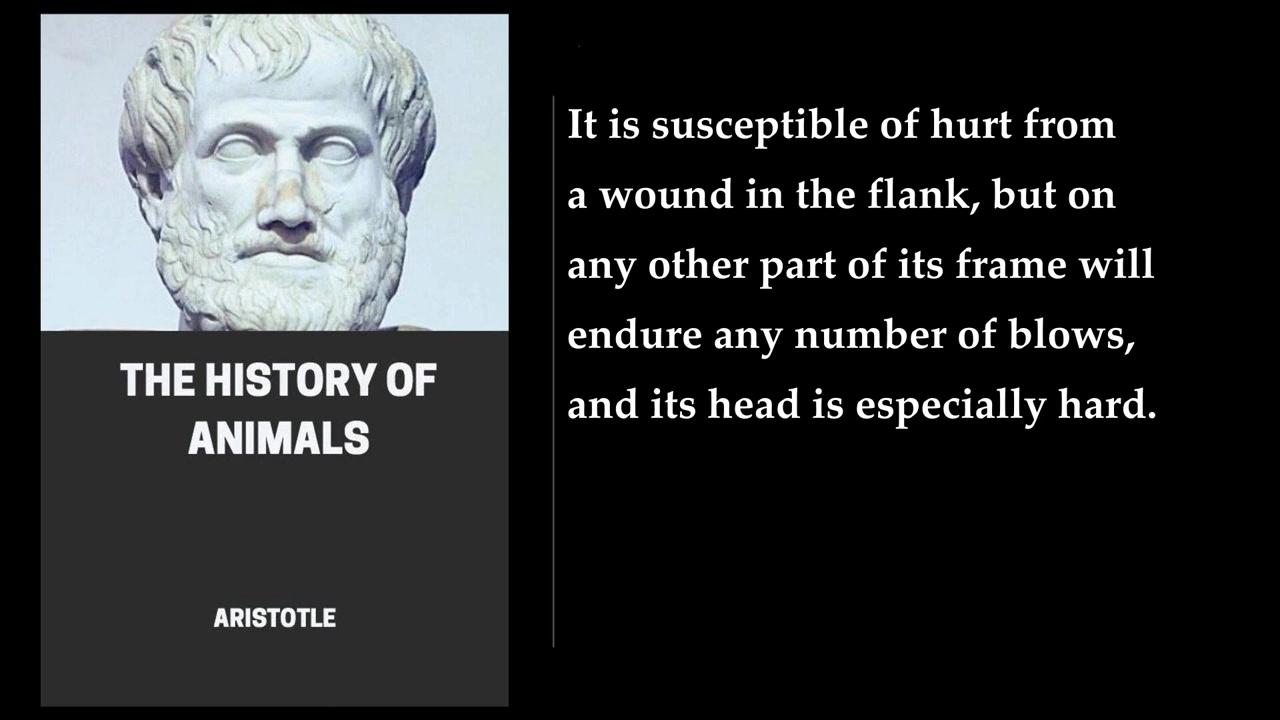 THE HISTORY OF
ANIMALS
ARISTOTLE
It is susceptible of hurt from
a wound in the flank, but on
any other part of its frame will
endure any number of blows,
and its head is especially hard.